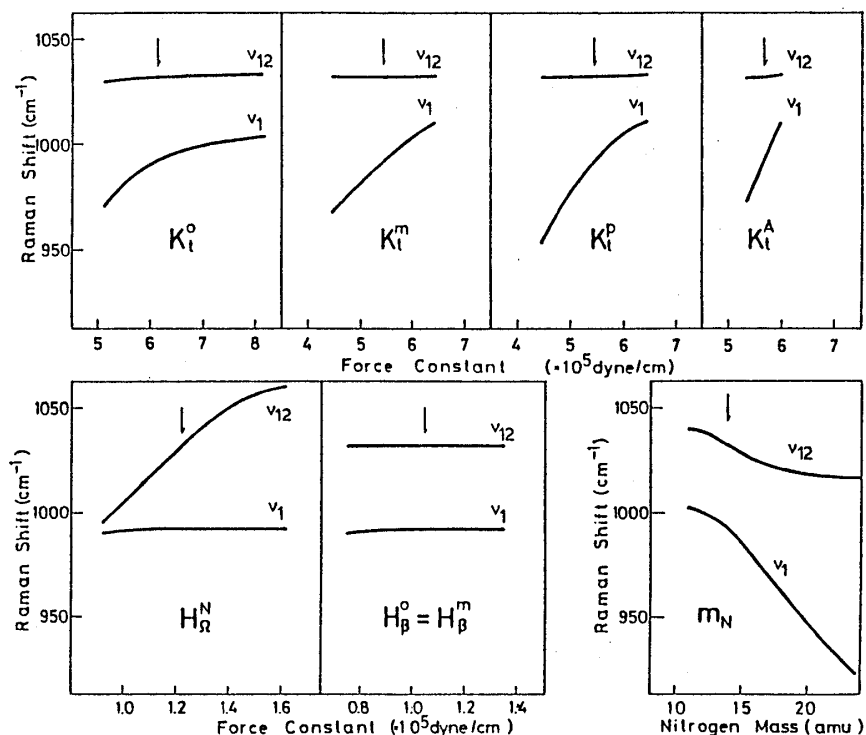 Raman Shift (cm⁻¹)
1050
1000
950
ν₁₂
ν₁
Kₜᵒ
5 6 7 8
ν₁₂
ν₁
Kₜᵐ
4 5 6 7
ν₁₂
ν₁
Kₜᵖ
4 5 6 7
ν₁₂
ν₁
Kₜᴬ
5 6 7
Force Constant (·10⁵dyne/cm)
Raman Shift (cm⁻¹)
1050
1000
950
ν₁₂
ν₁
H_Ω^N
1.0 1.2 1.4 1.6
ν₁₂
ν₁
H_β^o = H_β^m
0.8 1.0 1.2 1.4
Force Constant (·10⁵dyne/cm)
Raman Shift (cm⁻¹)
1050
1000
950
ν₁₂
ν₁
m_N
10 15 20
Nitrogen Mass (amu)